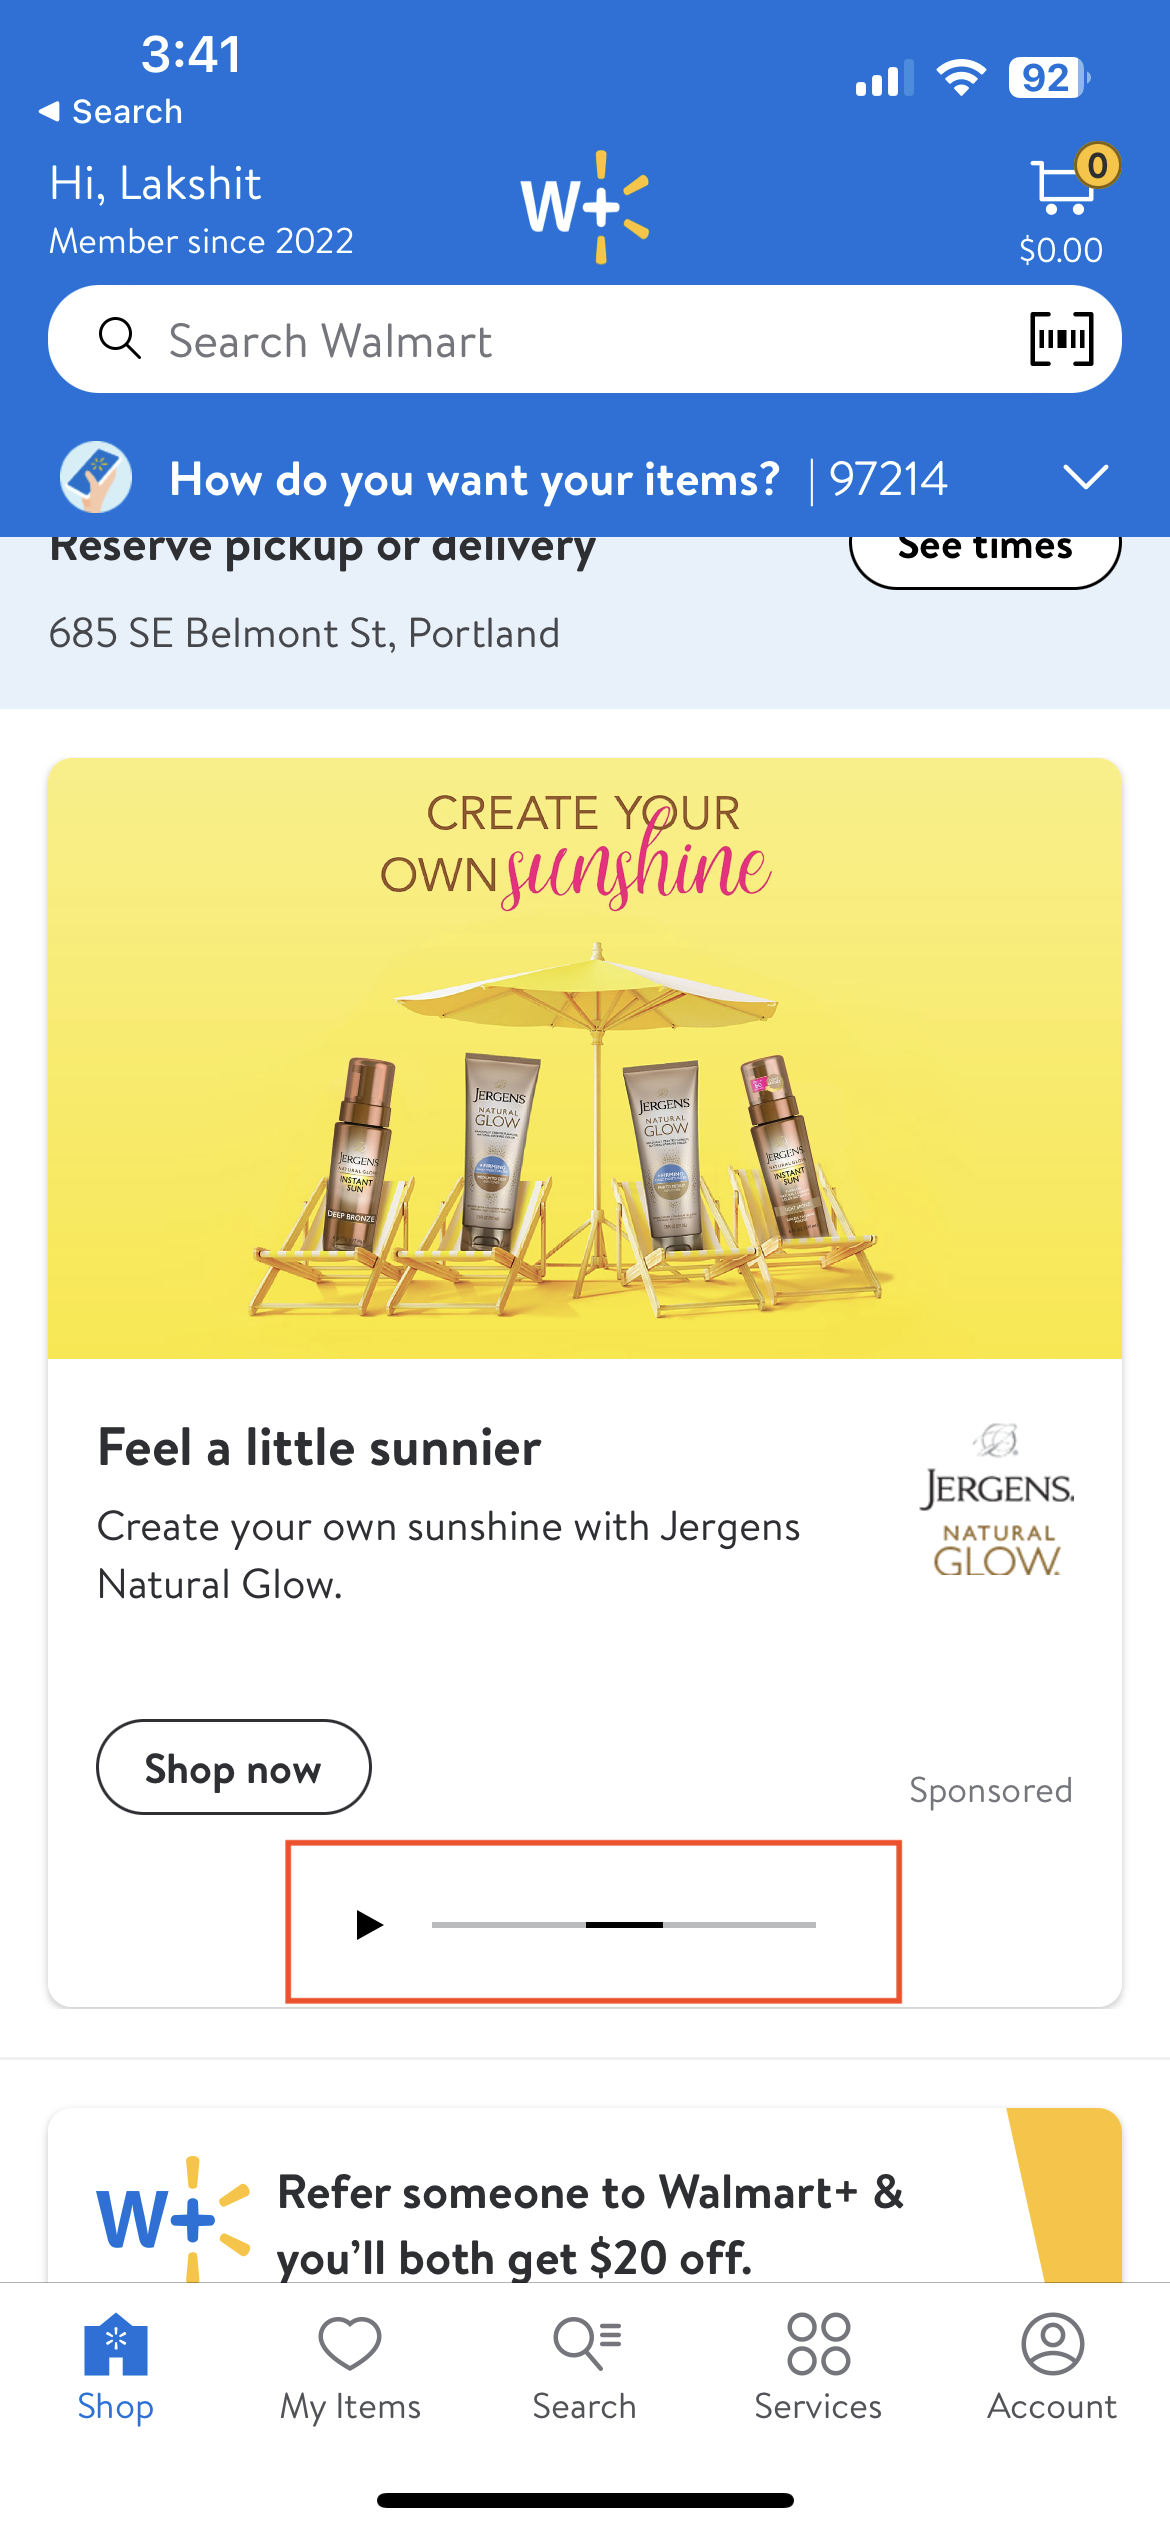 3:41
92
Search
Hi, Lakshit
Member since 2022
W+
0
$0.00
Search Walmart
How do you want your items? | 97214
Reserve pickup or delivery
See times
685 SE Belmont St, Portland
CREATE YOUR
OWN sunshine
JERGENS
NATURAL GLOW
INSTANT
SUN
DEEP BRONZE
JERGENS
NATURAL
GLOW
+FIRMING
JERGENS
NATURAL
GLOW
+FIRMING
JERGENS
NATURAL GLOW
INSTANT
SUN
Feel a little sunnier
Create your own sunshine with Jergens
Natural Glow.
JERGENS.
NATURAL
GLOW.
Shop now
Sponsored
W+
Refer someone to Walmart+ &
you'll both get $20 off.
Shop
My Items
Search
Services
Account